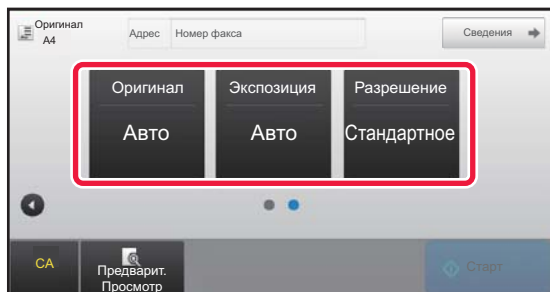 Оригинал
A4
Адрес
Номер факса
Сведения
Оригинал
Экспозиция
Разрешение
Авто
Авто
Стандартное
CA
Предварит.
Просмотр
Старт